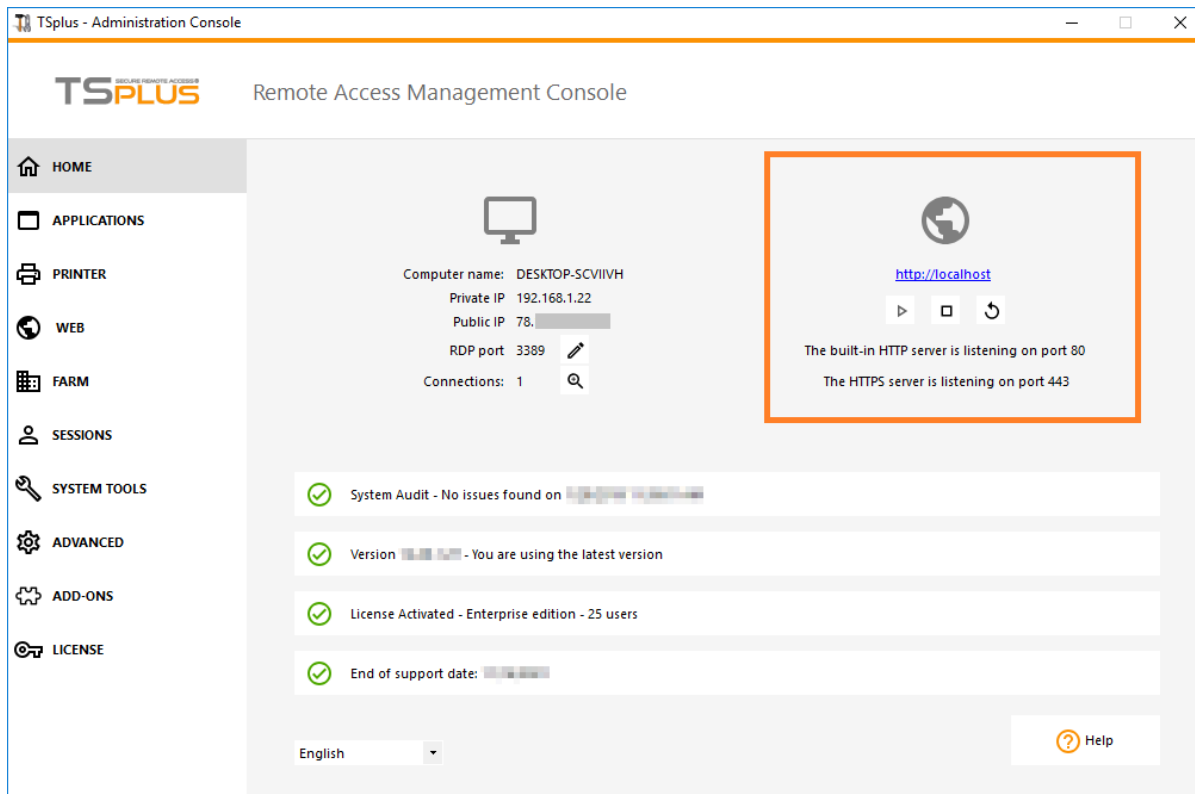 TSplus - Administration Console
TSPLUS
SECURE REMOTE ACCESS®
Remote Access Management Console
HOME
APPLICATIONS
PRINTER
WEB
FARM
SESSIONS
SYSTEM TOOLS
ADVANCED
ADD-ONS
LICENSE
Computer name: DESKTOP-SCVIIVH
Private IP 192.168.1.22
Public IP 78.
RDP port 3389
Connections: 1
http://localhost
The built-in HTTP server is listening on port 80
The HTTPS server is listening on port 443
System Audit - No issues found on
Version - You are using the latest version
License Activated - Enterprise edition - 25 users
End of support date:
English
Help